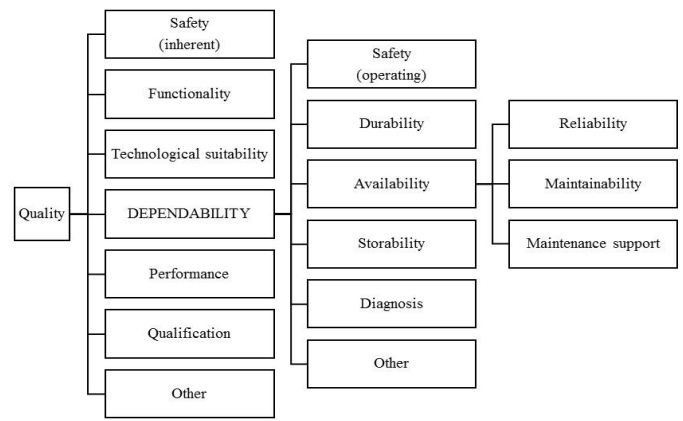 Quality
Safety
(inherent)
Functionality
Technological suitability
DEPENDABILITY
Performance
Qualification
Other
Safety
(operating)
Durability
Availability
Storability
Diagnosis
Other
Reliability
Maintainability
Maintenance support